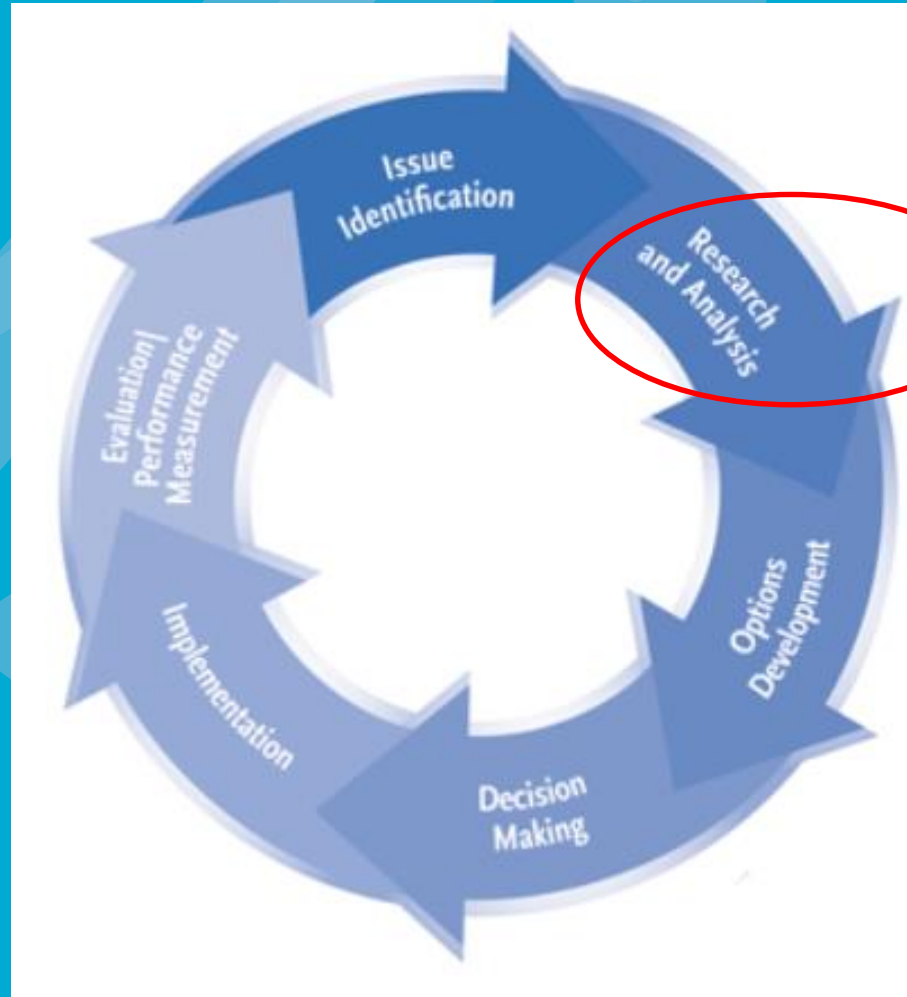 Issue
Identification
Research
and Analysis
Options
Development
Decision
Making
Implementation
Evaluation|
Performance
Measurement